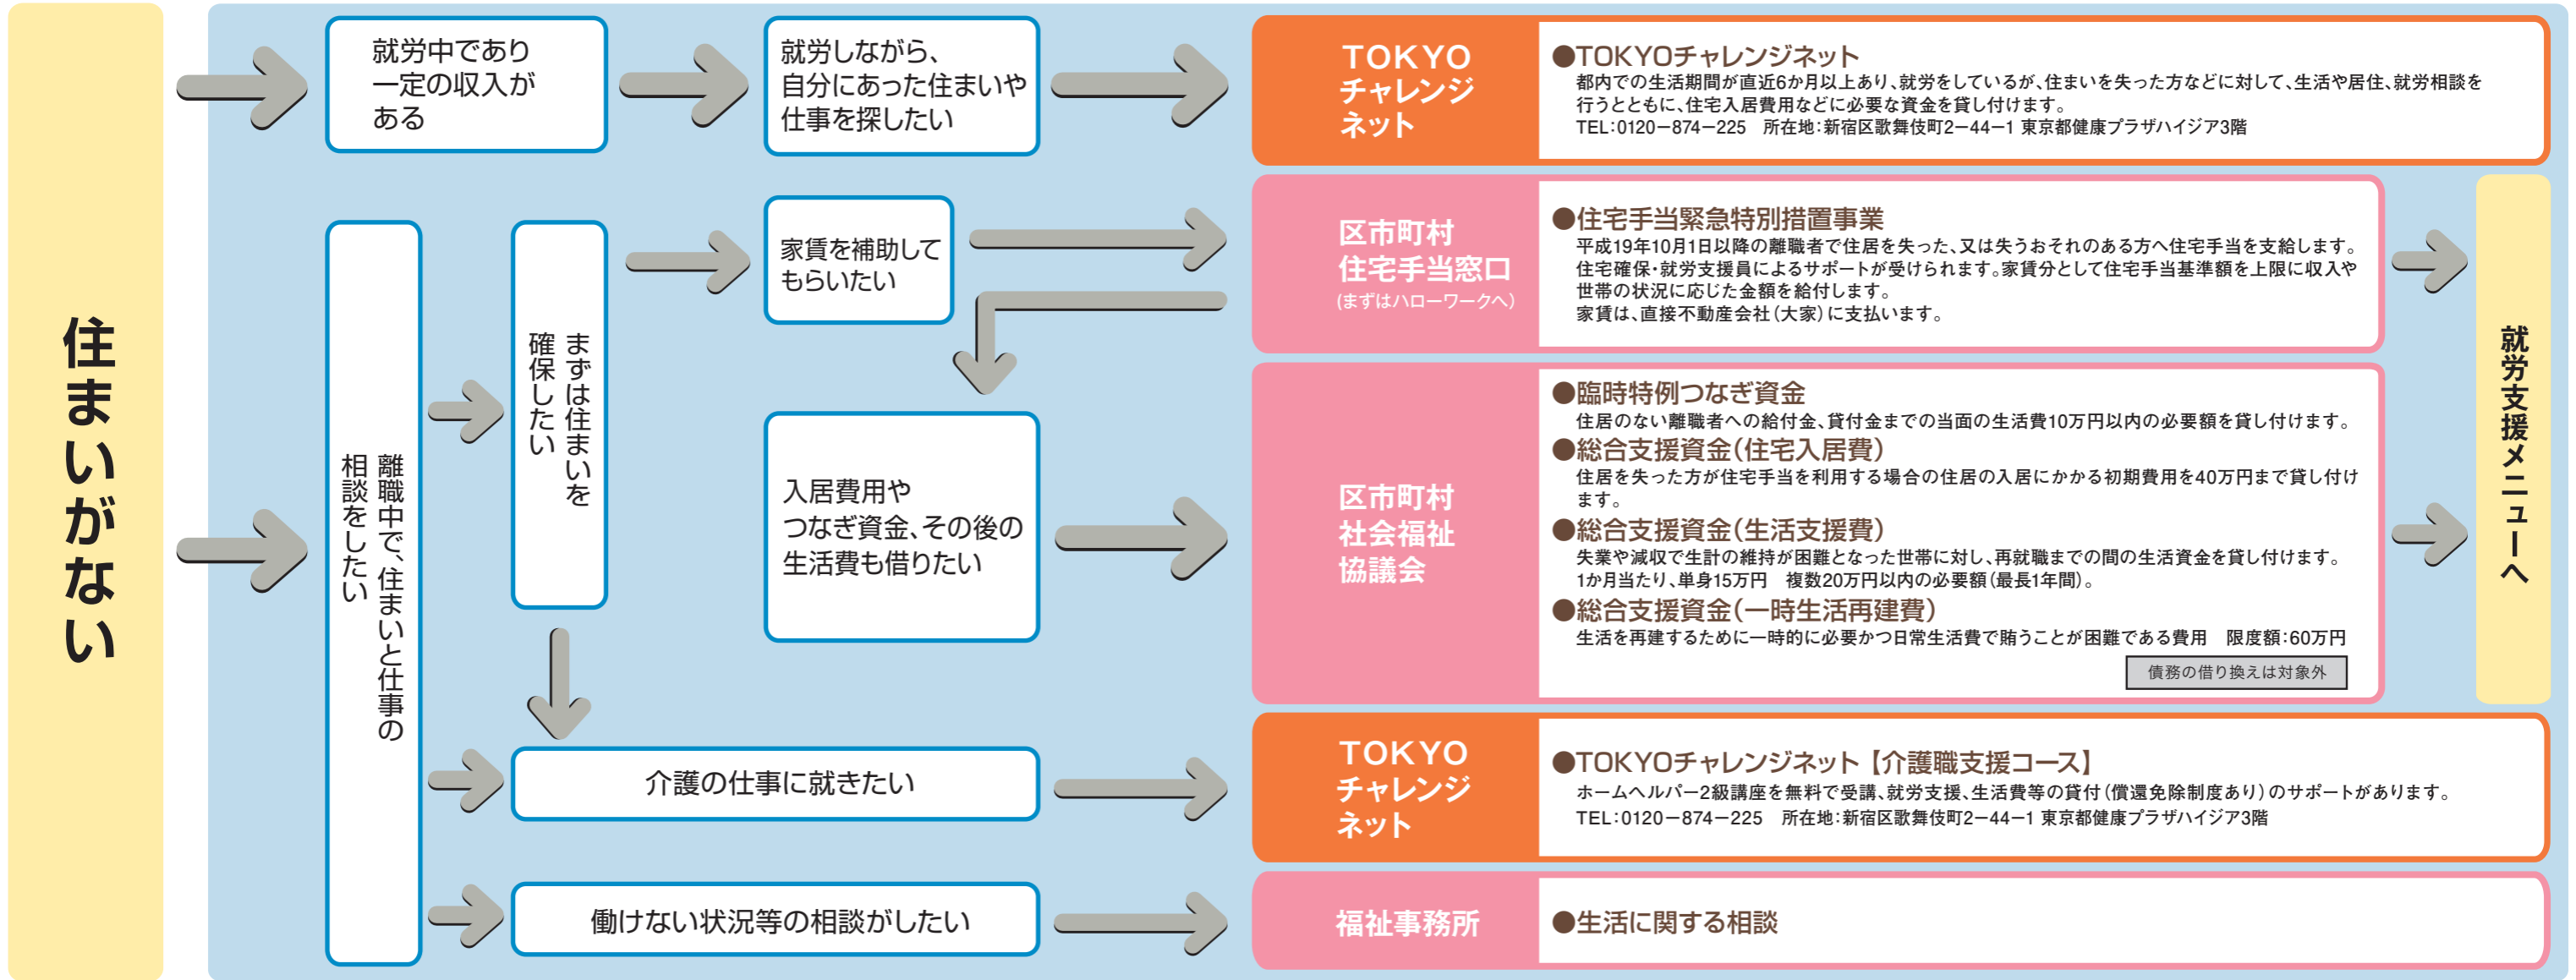 住まいがない
就労中であり
一定の収入が
ある
就労しながら、
自分にあった住まいや
仕事を探したい
TOKYO
チャレンジ
ネット
●TOKYOチャレンジネット
都内での生活期間が直近6か月以上あり、就労をしているが、住まいを失った方などに対して、生活や居住、就労相談を
行うとともに、住宅入居費用などに必要な資金を貸し付けます。
TEL:0120−874−225　所在地:新宿区歌舞伎町2−44−1 東京都健康プラザハイジア3階
離職中で、住まいと仕事の
相談をしたい
まずは住まいを
確保したい
家賃を補助して
もらいたい
区市町村
住宅手当窓口
(まずはハローワークへ)
●住宅手当緊急特別措置事業
平成19年10月1日以降の離職者で住居を失った、又は失うおそれのある方へ住宅手当を支給します。
住宅確保・就労支援員によるサポートが受けられます。家賃分として住宅手当基準額を上限に収入や
世帯の状況に応じた金額を給付します。
家賃は、直接不動産会社(大家)に支払います。
入居費用や
つなぎ資金、その後の
生活費も借りたい
区市町村
社会福祉
協議会
●臨時特例つなぎ資金
住居のない離職者への給付金、貸付金までの当面の生活費10万円以内の必要額を貸し付けます。
●総合支援資金(住宅入居費)
住居を失った方が住宅手当を利用する場合の住居の入居にかかる初期費用を40万円まで貸し付け
ます。
●総合支援資金(生活支援費)
失業や減収で生計の維持が困難となった世帯に対し、再就職までの間の生活資金を貸し付けます。
1か月当たり、単身15万円　複数20万円以内の必要額(最長1年間)。
●総合支援資金(一時生活再建費)
生活を再建するために一時的に必要かつ日常生活費で賄うことが困難である費用　限度額:60万円
債務の借り換えは対象外
就労支援メニューへ
介護の仕事に就きたい
TOKYO
チャレンジ
ネット
●TOKYOチャレンジネット【介護職支援コース】
ホームヘルパー2級講座を無料で受講、就労支援、生活費等の貸付(償還免除制度あり)のサポートがあります。
TEL:0120−874−225　所在地:新宿区歌舞伎町2−44−1 東京都健康プラザハイジア3階
働けない状況等の相談がしたい
福祉事務所
●生活に関する相談